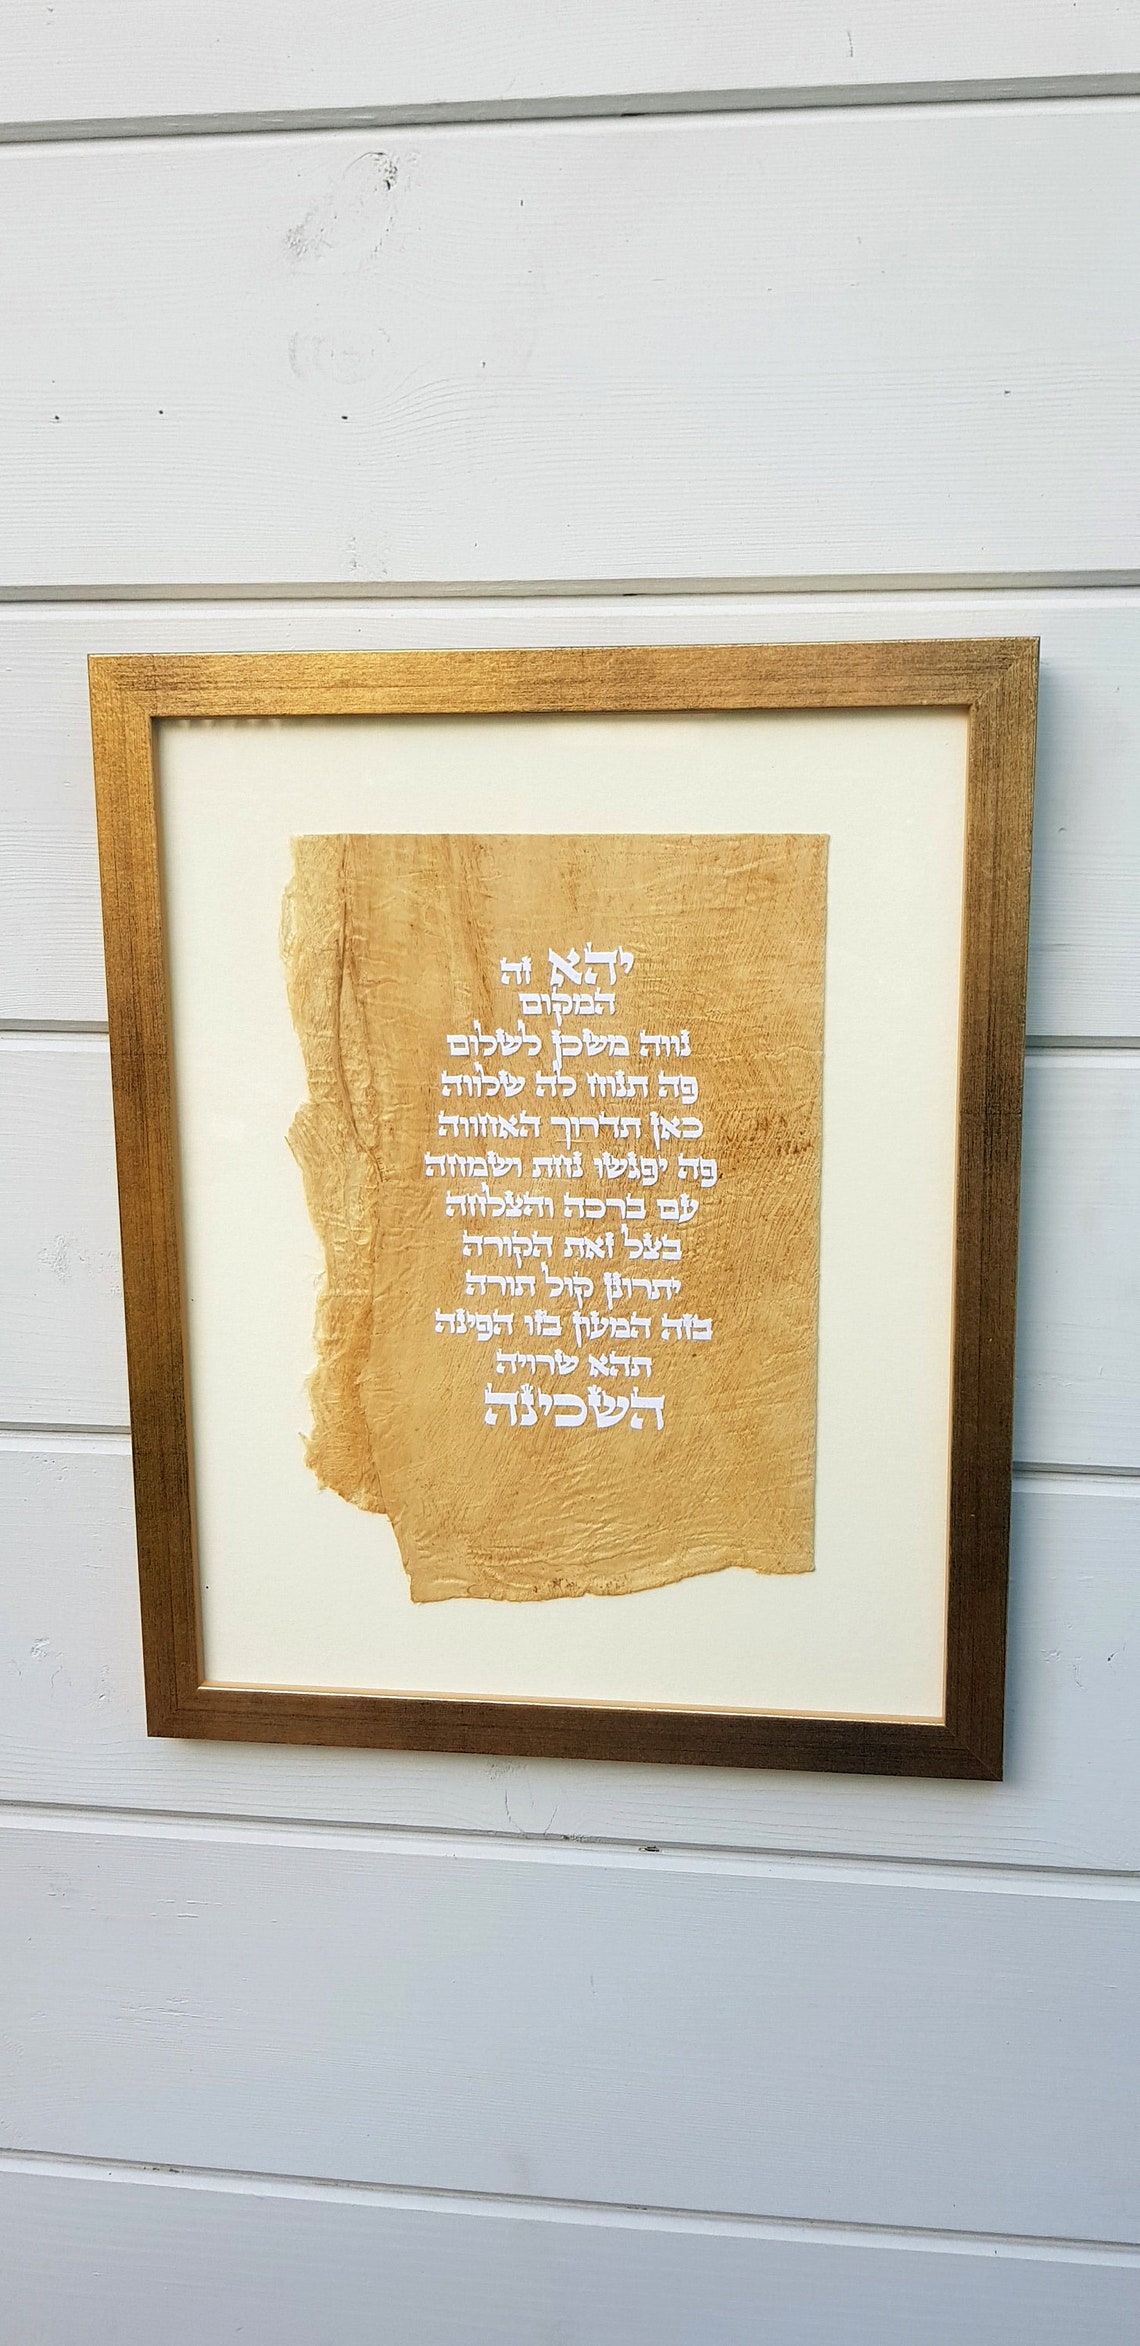 יהא זה
המקום
נווה משכן לשלום
פה תנוח לה שלווה
כאן תדרוך האחווה
פה יפגשו נחת ושמחה
עם ברכה והצלחה
בצל זאת הקורה
יתרונן קול תורה
בזה המעון בזו הפינה
תהא שרויה
השכינה